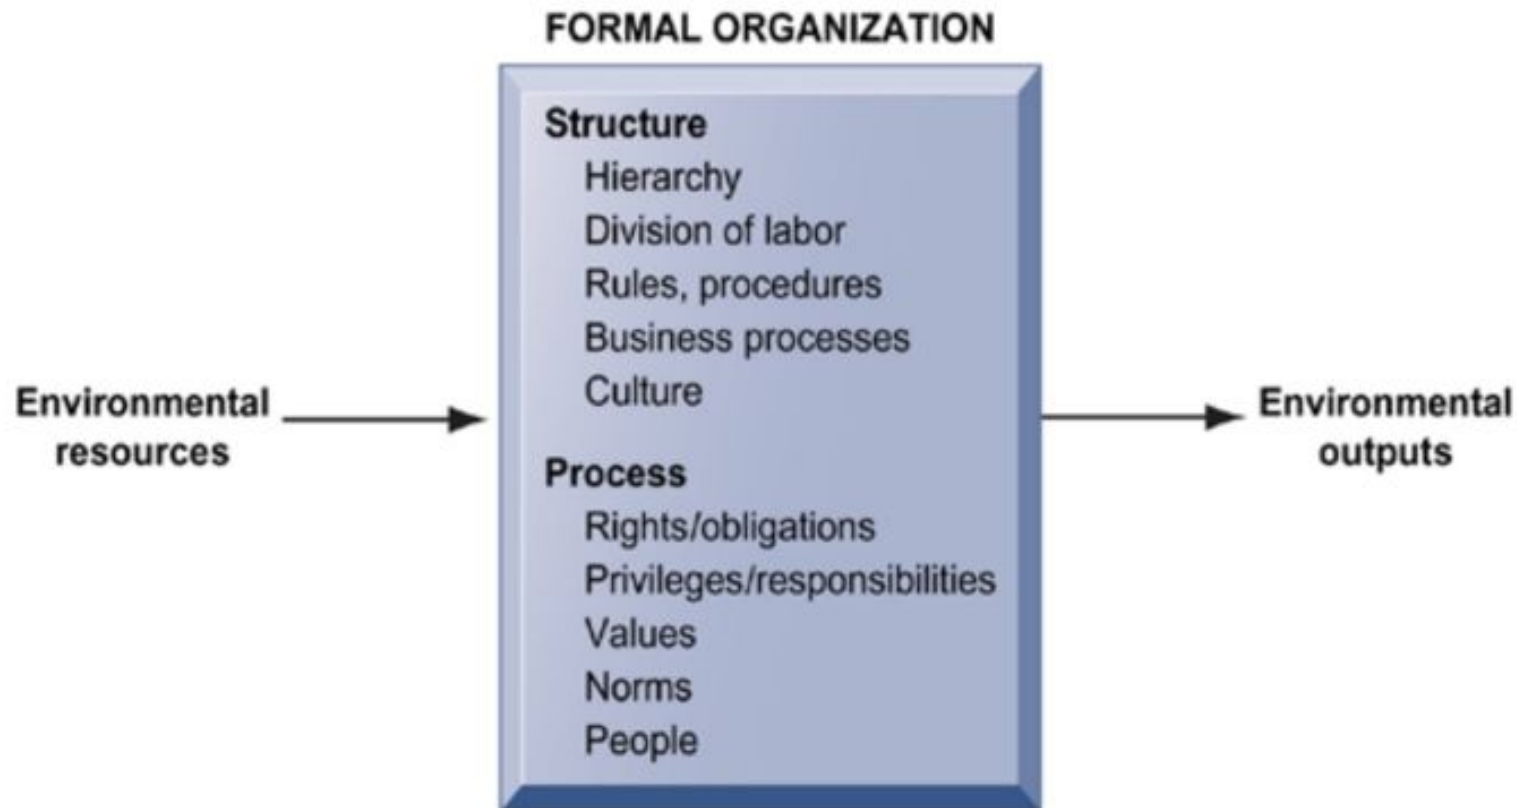 FORMAL ORGANIZATION
Structure
Hierarchy
Division of labor
Rules, procedures
Business processes
Culture
Environmental
resources
Environmental
outputs
Process
Rights/obligations
Privileges/responsibilities
Values
Norms
People